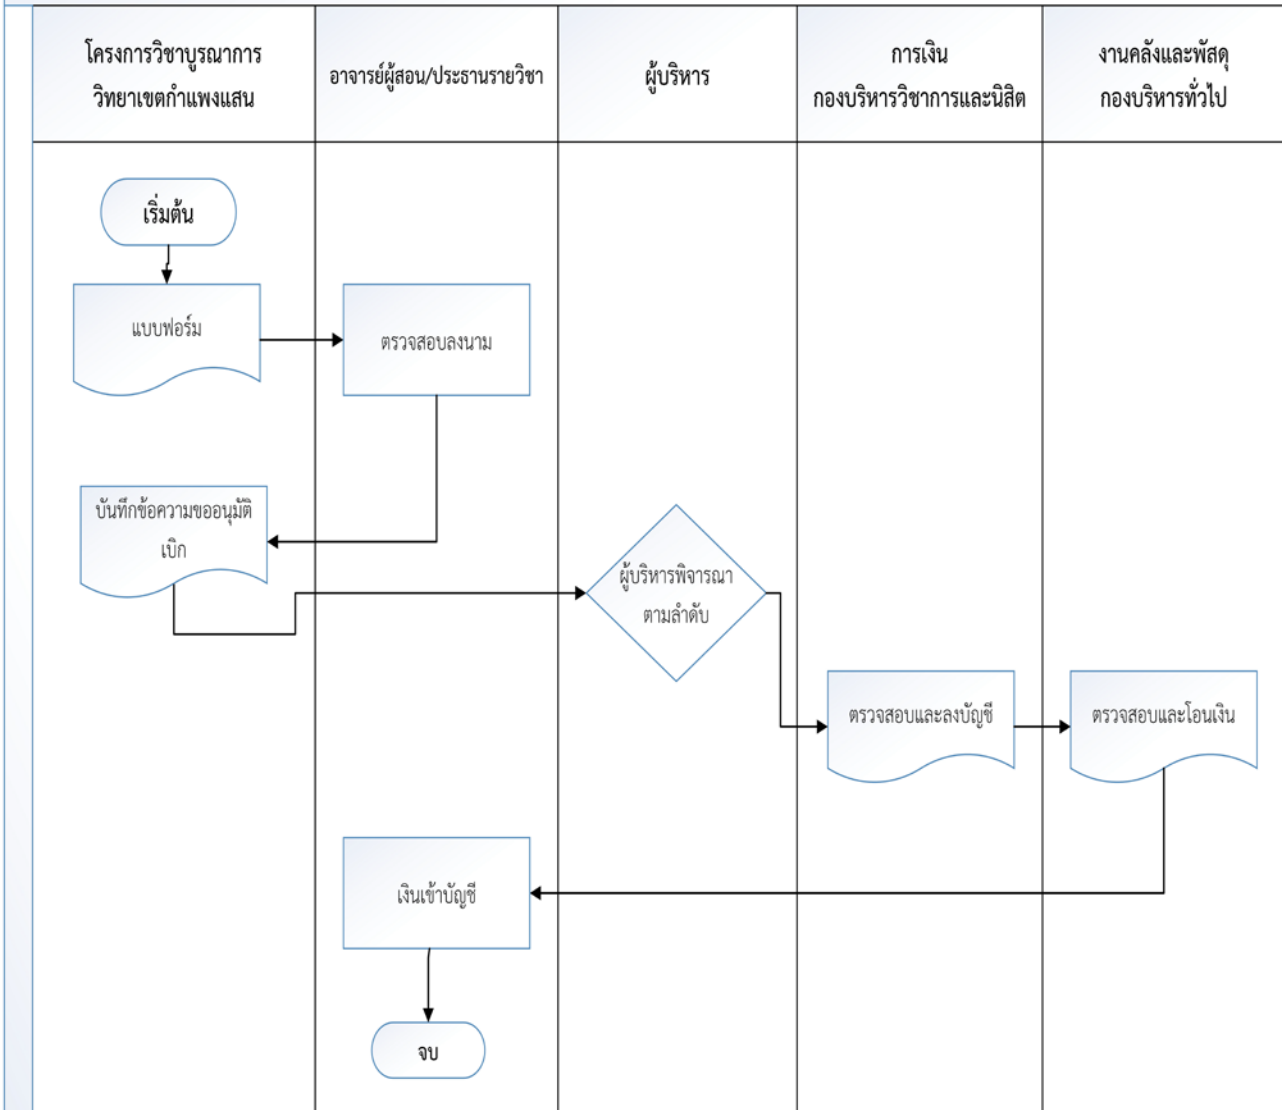 โครงการวิชาบูรณาการ
วิทยาเขตกำแพงแสน
อาจารย์ผู้สอน/ประธานรายวิชา
ผู้บริหาร
การเงิน
กองบริหารวิชาการและนิสิต
งานคลังและพัสดุ
กองบริหารทั่วไป
เริ่มต้น
แบบฟอร์ม
ตรวจสอบลงนาม
บันทึกข้อความขออนุมัติ
เบิก
ผู้บริหารพิจารณา
ตามลำดับ
ตรวจสอบและลงบัญชี
ตรวจสอบและโอนเงิน
เงินเข้าบัญชี
จบ